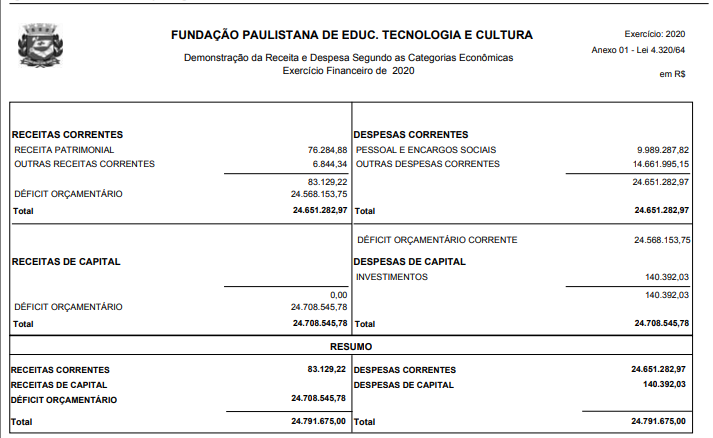 FUNDAÇÃO PAULISTANA DE EDUC. TECNOLOGIA E CULTURA
Demonstração da Receita e Despesa Segundo as Categorias Econômicas
Exercício Financeiro de 2020
Exercício: 2020
Anexo 01 - Lei 4.320/64
em R$
RECEITAS CORRENTES DESPESAS CORRENTES
RECEITA PATRIMONIAL 76.284,88 PESSOAL E ENCARGOS SOCIAIS 9.989.287,82
OUTRAS RECEITAS CORRENTES 6.844,34 OUTRAS DESPESAS CORRENTES 14.661.995,15
83.129,22 24.651.282,97
DÉFICIT ORÇAMENTÁRIO 24.568.153,75
Total 24.651.282,97 Total 24.651.282,97
DÉFICIT ORÇAMENTÁRIO CORRENTE 24.568.153,75
RECEITAS DE CAPITAL DESPESAS DE CAPITAL
INVESTIMENTOS 140.392,03
0,00 140.392,03
DÉFICIT ORÇAMENTÁRIO 24.708.545,78
Total 24.708.545,78 Total 24.708.545,78
RESUMO
RECEITAS CORRENTES 83.129,22 DESPESAS CORRENTES 24.651.282,97
RECEITAS DE CAPITAL DESPESAS DE CAPITAL 140.392,03
DÉFICIT ORÇAMENTÁRIO 24.708.545,78
Total 24.791.675,00 Total 24.791.675,00